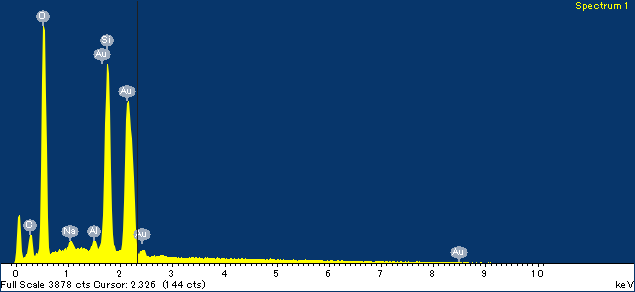 Spectrum 1
O
Si
Au
Au
C
Na
Al
Au
Au
0 1 2 3 4 5 6 7 8 9 10
Full Scale 3878 cts Cursor: 2.326 (144 cts) keV